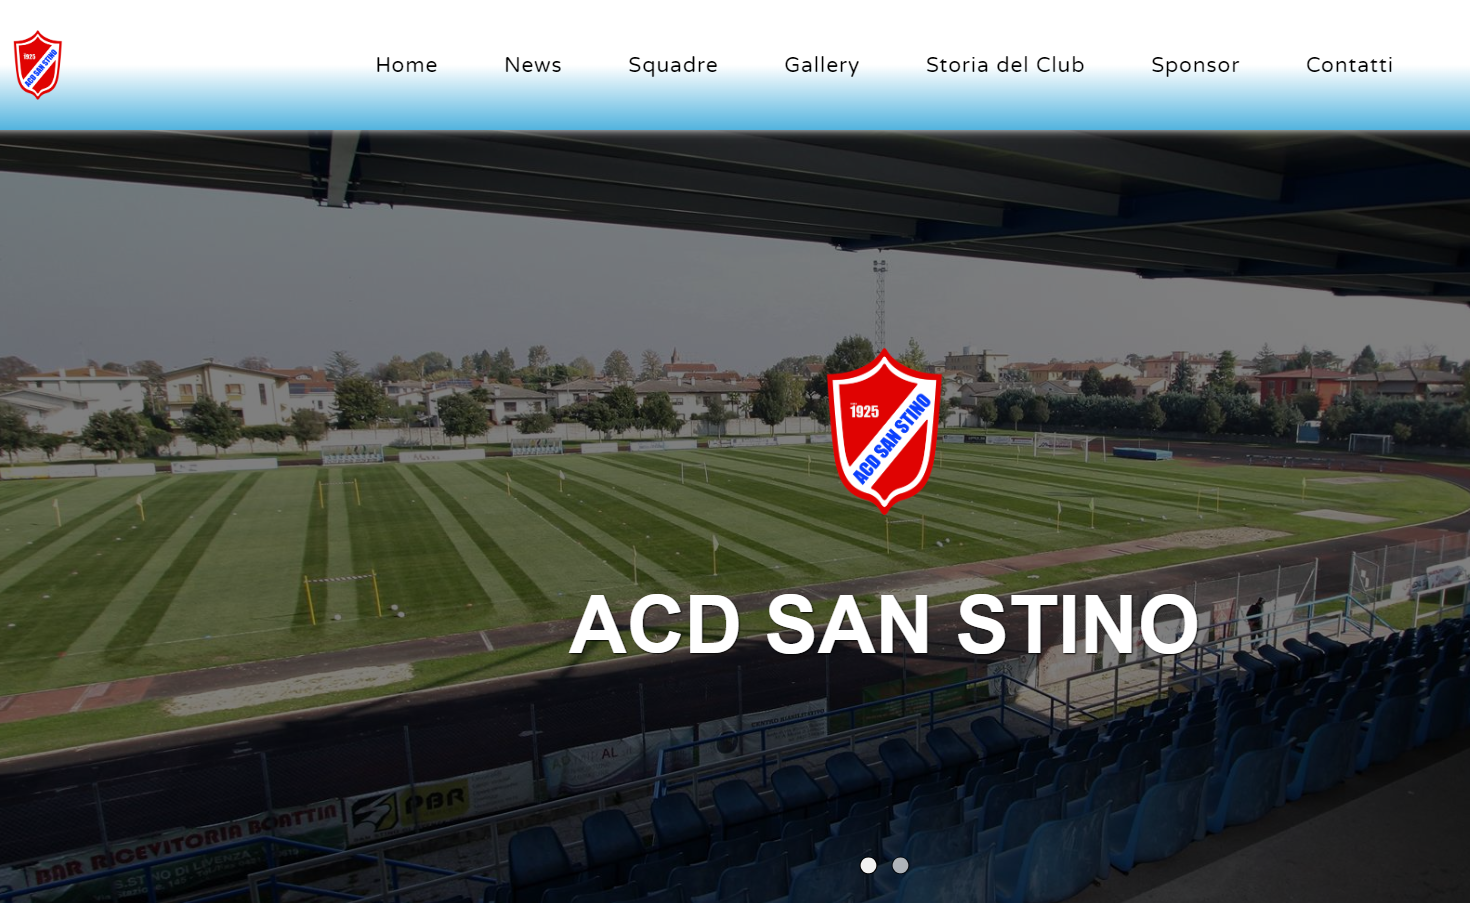 1925
ACD SAN STINO
Home
News
Squadre
Gallery
Storia del Club
Sponsor
Contatti
1925
ACD SAN STINO
ACD SAN STINO
PBR
BAR RICEVITORIA BOATTIN